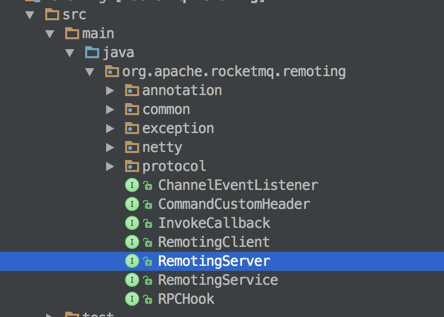 src
main
java
org.apache.rocketmq.remoting
annotation
common
exception
netty
protocol
I ChannelEventListener
I CommandCustomHeader
I InvokeCallback
I RemotingClient
I RemotingServer
I RemotingService
I RPCHook
test